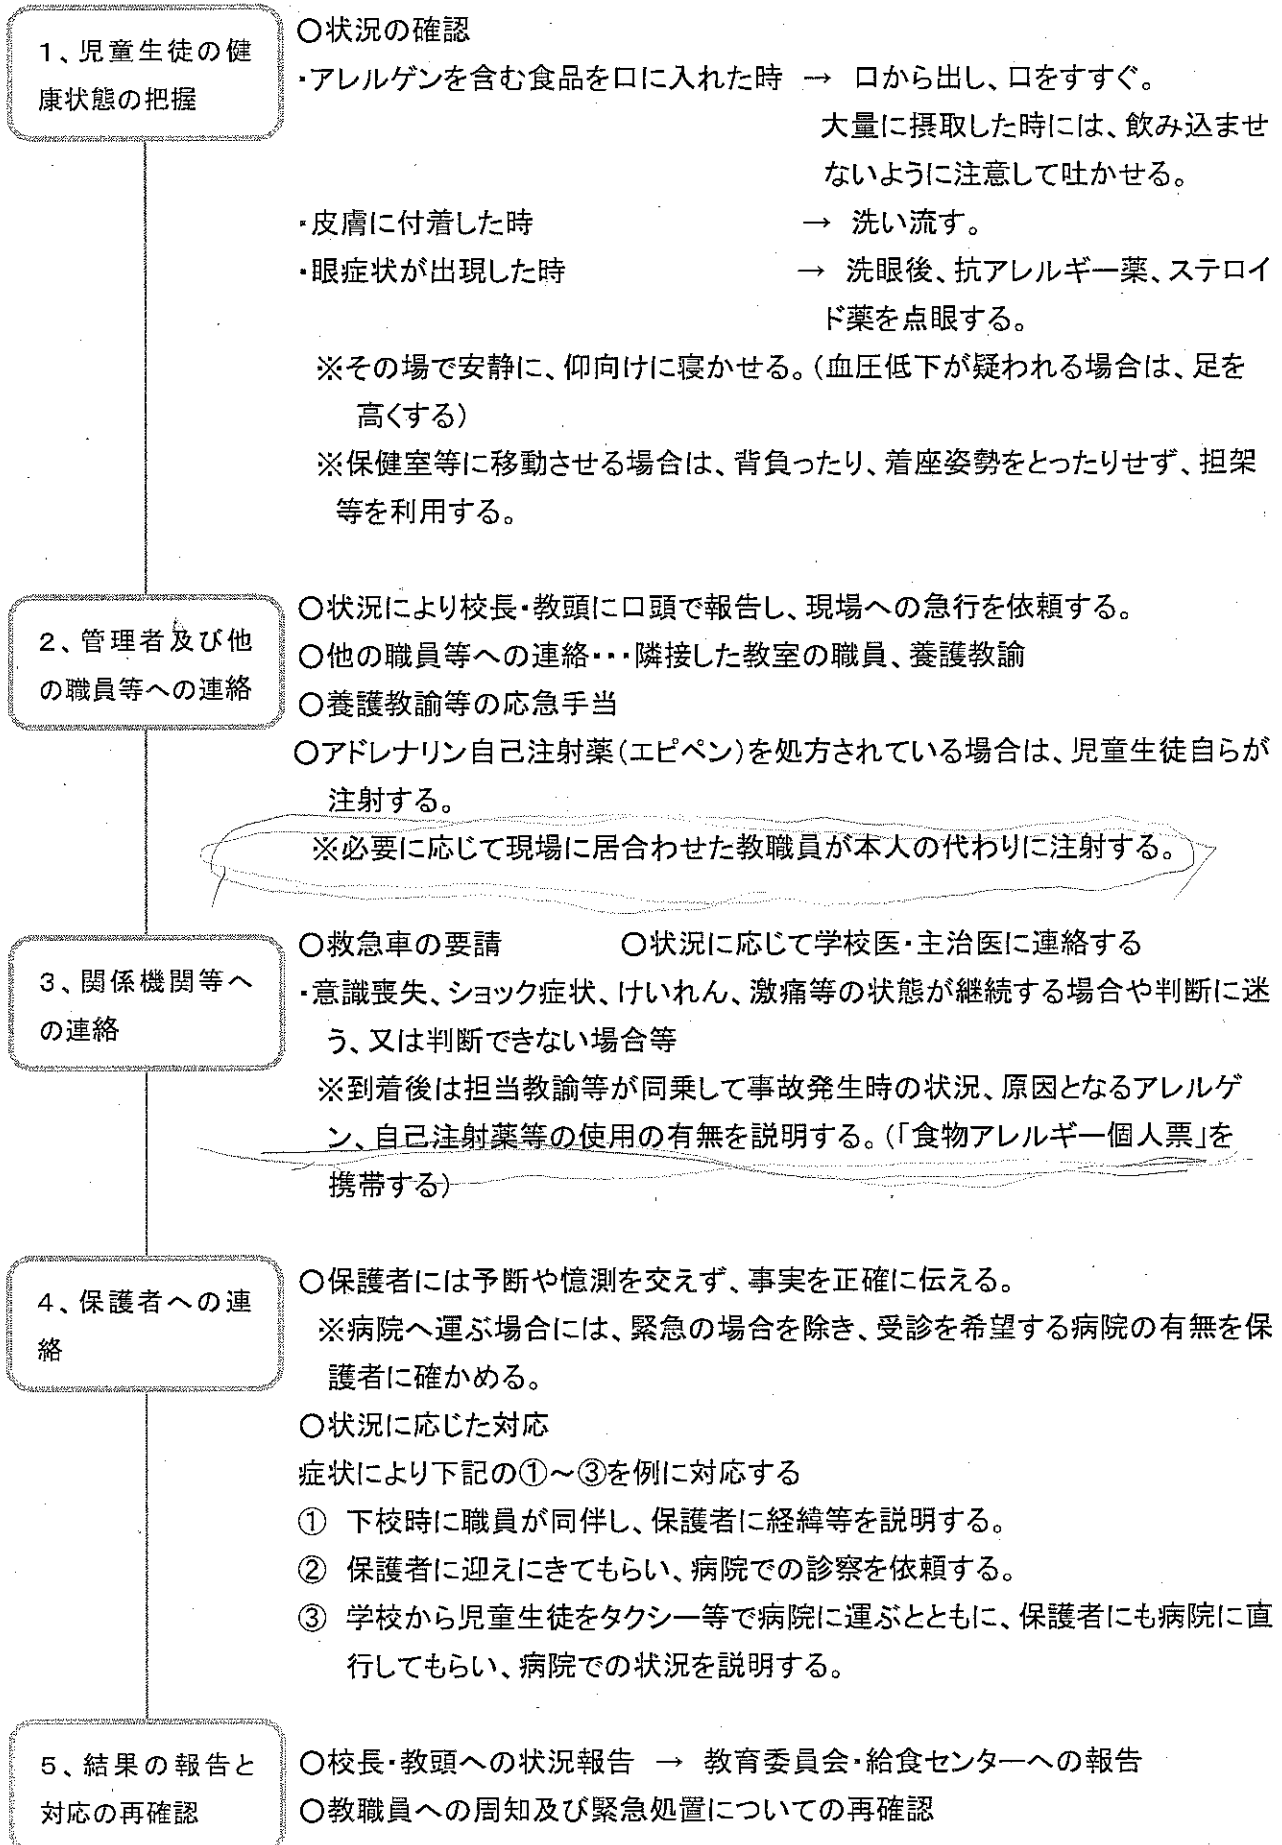 1、児童生徒の健
康状態の把握
〇状況の確認
・アレルゲンを含む食品を口に入れた時 → 口から出し、口をすすぐ。
大量に摂取した時には、飲み込ませ
ないように注意して吐かせる。
・皮膚に付着した時 → 洗い流す。
・眼症状が出現した時 → 洗眼後、抗アレルギー薬、ステロイ
ド薬を点眼する。
※その場で安静に、仰向けに寝かせる。(血圧低下が疑われる場合は、足を
高くする)
※保健室等に移動させる場合は、背負ったり、着座姿勢をとったりせず、担架
等を利用する。
2、管理者及び他
の職員等への連絡
〇状況により校長・教頭に口頭で報告し、現場への急行を依頼する。
〇他の職員等への連絡・・・隣接した教室の職員、養護教諭
〇養護教諭等の応急手当
〇アドレナリン自己注射薬(エピペン)を処方されている場合は、児童生徒自らが
注射する。
※必要に応じて現場に居合わせた教職員が本人の代わりに注射する。
3、関係機関等へ
の連絡
〇救急車の要請 〇状況に応じて学校医・主治医に連絡する
・意識喪失、ショック症状、けいれん、激痛等の状態が継続する場合や判断に迷
う、又は判断できない場合等
※到着後は担当教諭等が同乗して事故発生時の状況、原因となるアレルゲ
ン、自己注射薬等の使用の有無を説明する。(「食物アレルギー個人票」を
携帯する)
4、保護者への連
絡
〇保護者には予断や憶測を交えず、事実を正確に伝える。
※病院へ運ぶ場合には、緊急の場合を除き、受診を希望する病院の有無を保
護者に確かめる。
〇状況に応じた対応
症状により下記の①~③を例に対応する
① 下校時に職員が同伴し、保護者に経緯等を説明する。
② 保護者に迎えにきてもらい、病院での診察を依頼する。
③ 学校から児童生徒をタクシー等で病院に運ぶとともに、保護者にも病院に直
行してもらい、病院での状況を説明する。
5、結果の報告と
対応の再確認
〇校長・教頭への状況報告 → 教育委員会・給食センターへの報告
〇教職員への周知及び緊急処置についての再確認